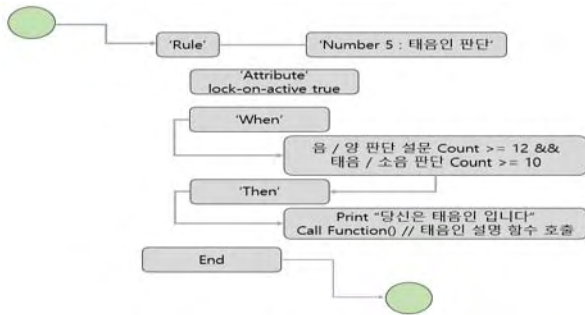 'Rule'
'Number 5 : 태음인 판단'
'Attribute'
lock-on-active true
'When'
음 / 양 판단 설문 Count >= 12 &&
태음 / 소음 판단 Count >= 10
'Then'
Print "당신은 태음인 입니다"
Call Function() // 태음인 설명 함수 호출
End